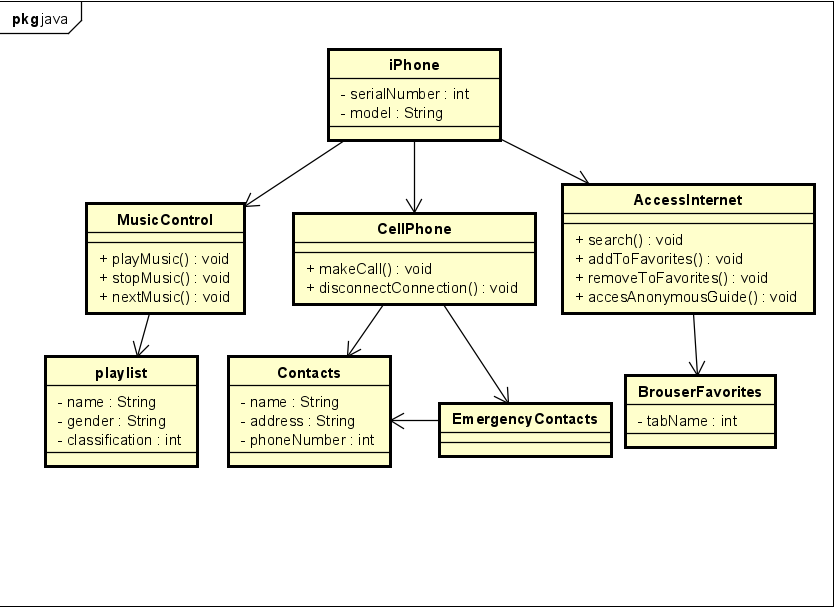 pkg java
iPhone
- serialNumber : int
- model : String
MusicControl
+ playMusic() : void
+ stopMusic() : void
+ nextMusic() : void
CellPhone
+ makeCall() : void
+ disconnectConnection() : void
AccessInternet
+ search() : void
+ addToFavorites() : void
+ removeToFavorites() : void
+ accesAnonymousGuide() : void
playlist
- name : String
- gender : String
- classification : int
Contacts
- name : String
- address : String
- phoneNumber : int
EmergencyContacts
BrouserFavorites
- tabName : int